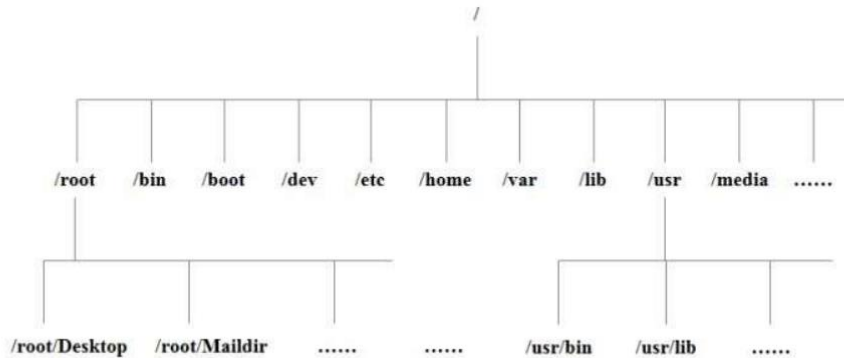 /
/root /bin /boot /dev /etc /home /var /lib /usr /media ……
/root/Desktop /root/Maildir …… …… /usr/bin /usr/lib ……